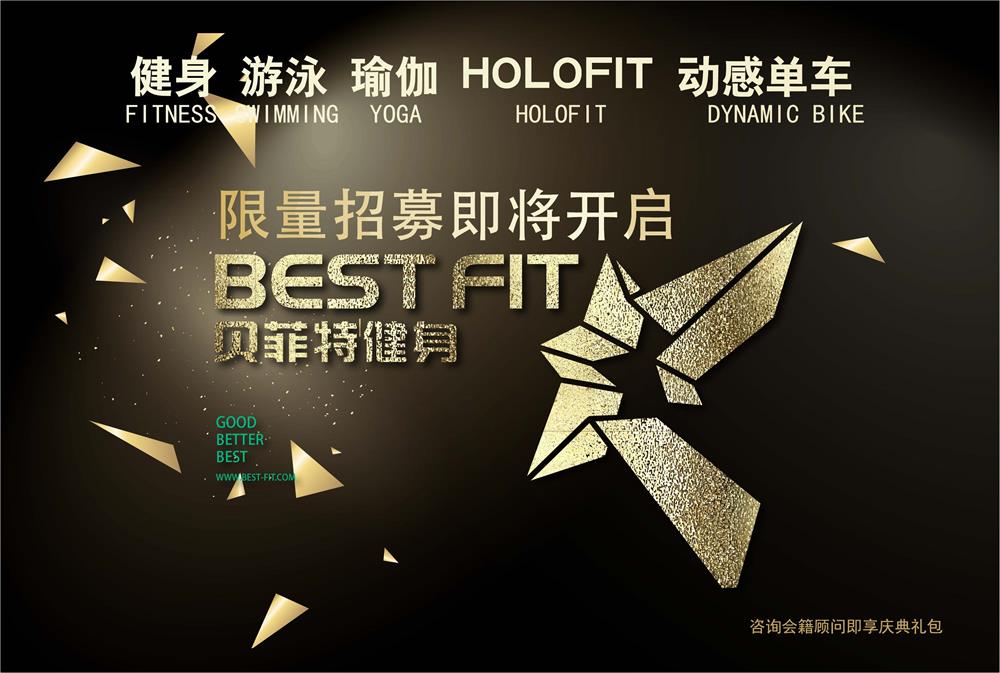 健身 游泳 瑜伽 HOLOFIT 动感单车
FITNESS SWIMMING YOGA HOLOFIT DYNAMIC BIKE
限量招募即将开启
BEST FIT
贝菲特健身
GOOD
BETTER
BEST
WWW.BEST-FIT.COM
咨询会籍顾问即享庆典礼包